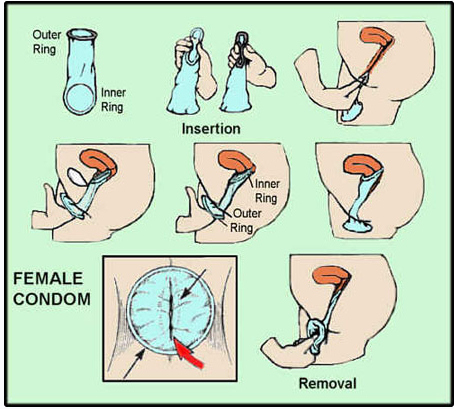 Outer
Ring
Inner
Ring
Insertion
Inner
Ring
Outer
Ring
FEMALE
CONDOM
Removal